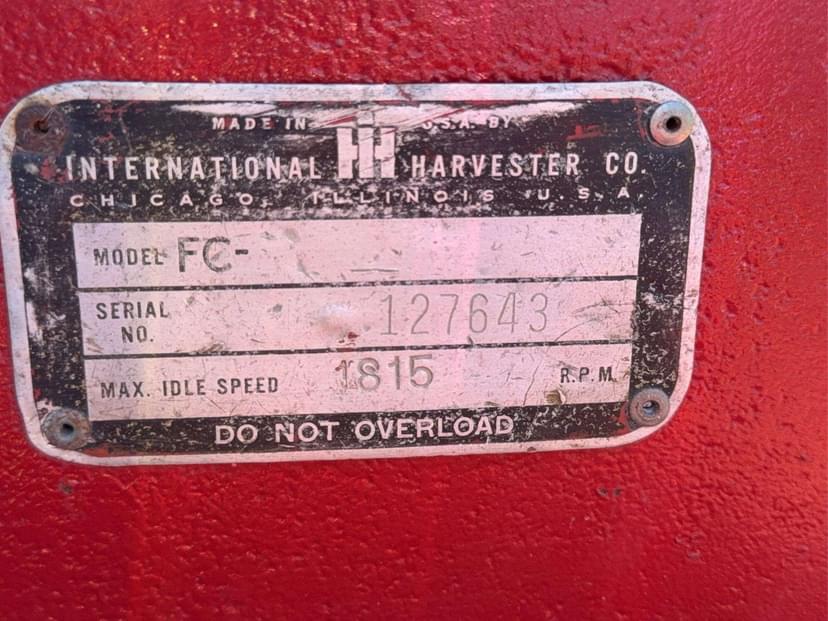 MADE IN U.S.A. BY
INTERNATIONAL IH HARVESTER CO.
CHICAGO, ILLINOIS U.S.A.
MODEL FC-
SERIAL NO. 127643
MAX. IDLE SPEED 1815 R.P.M.
DO NOT OVERLOAD